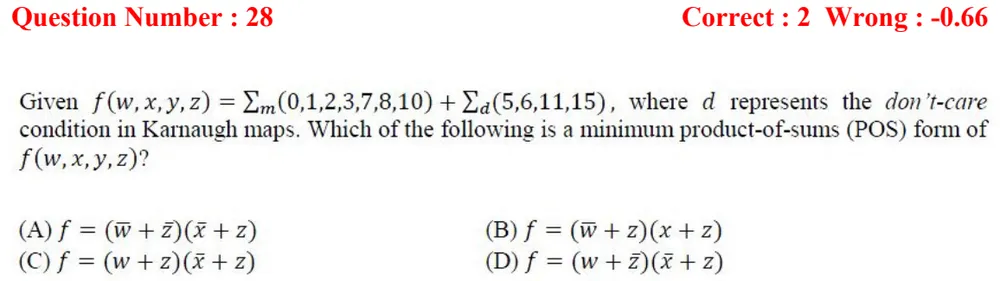 Question Number : 28 Correct : 2 Wrong : -0.66
Given f(w, x, y, z) = ∑m(0,1,2,3,7,8,10) + ∑d(5,6,11,15), where d represents the don't-care
condition in Karnaugh maps. Which of the following is a minimum product-of-sums (POS) form of
f(w, x, y, z)?
(A) f = (w̅ + z̅)(x̅ + z) (B) f = (w̅ + z)(x + z)
(C) f = (w + z)(x̅ + z) (D) f = (w + z̅)(x̅ + z)